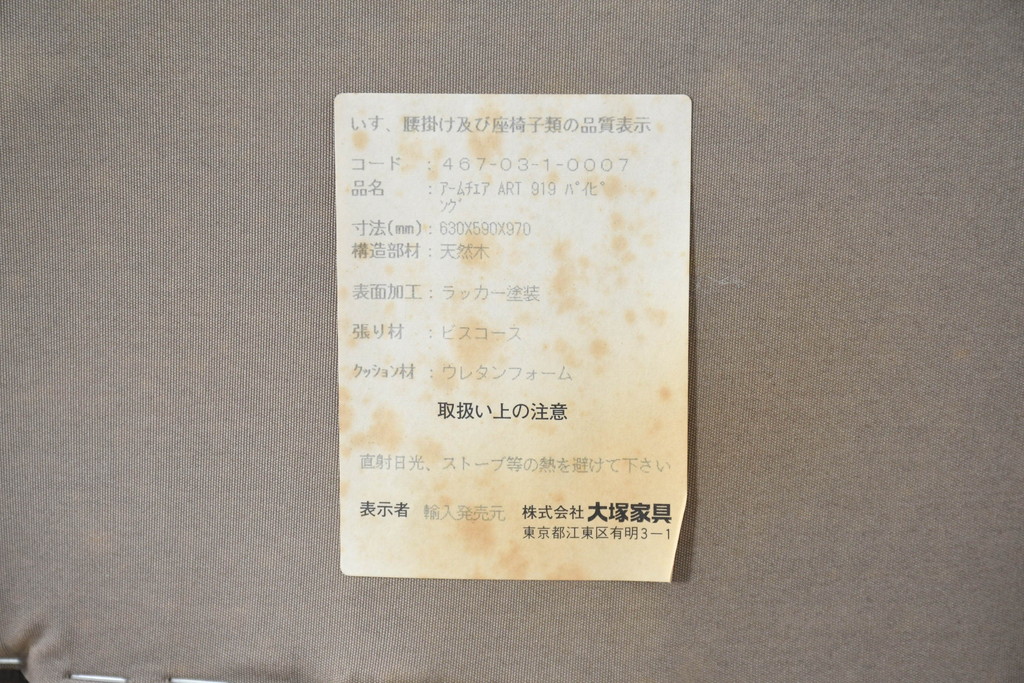 いす、腰掛け及び座椅子類の品質表示
コード ：467-03-1-0007
品名 ：ｱｰﾑﾁｪｱ ART 919 ﾊﾟｲﾋﾟ
ﾝｸﾞ
寸法(mm)：630X590X970
構造部材：天然木
表面加工：ラッカー塗装
張り材 ：ビスコース
ｸｯｼｮﾝ材 ：ウレタンフォーム
取扱い上の注意
直射日光、ストーブ等の熱を避けて下さい
表示者 輸入発売元 株式会社 大塚家具
東京都江東区有明3－1